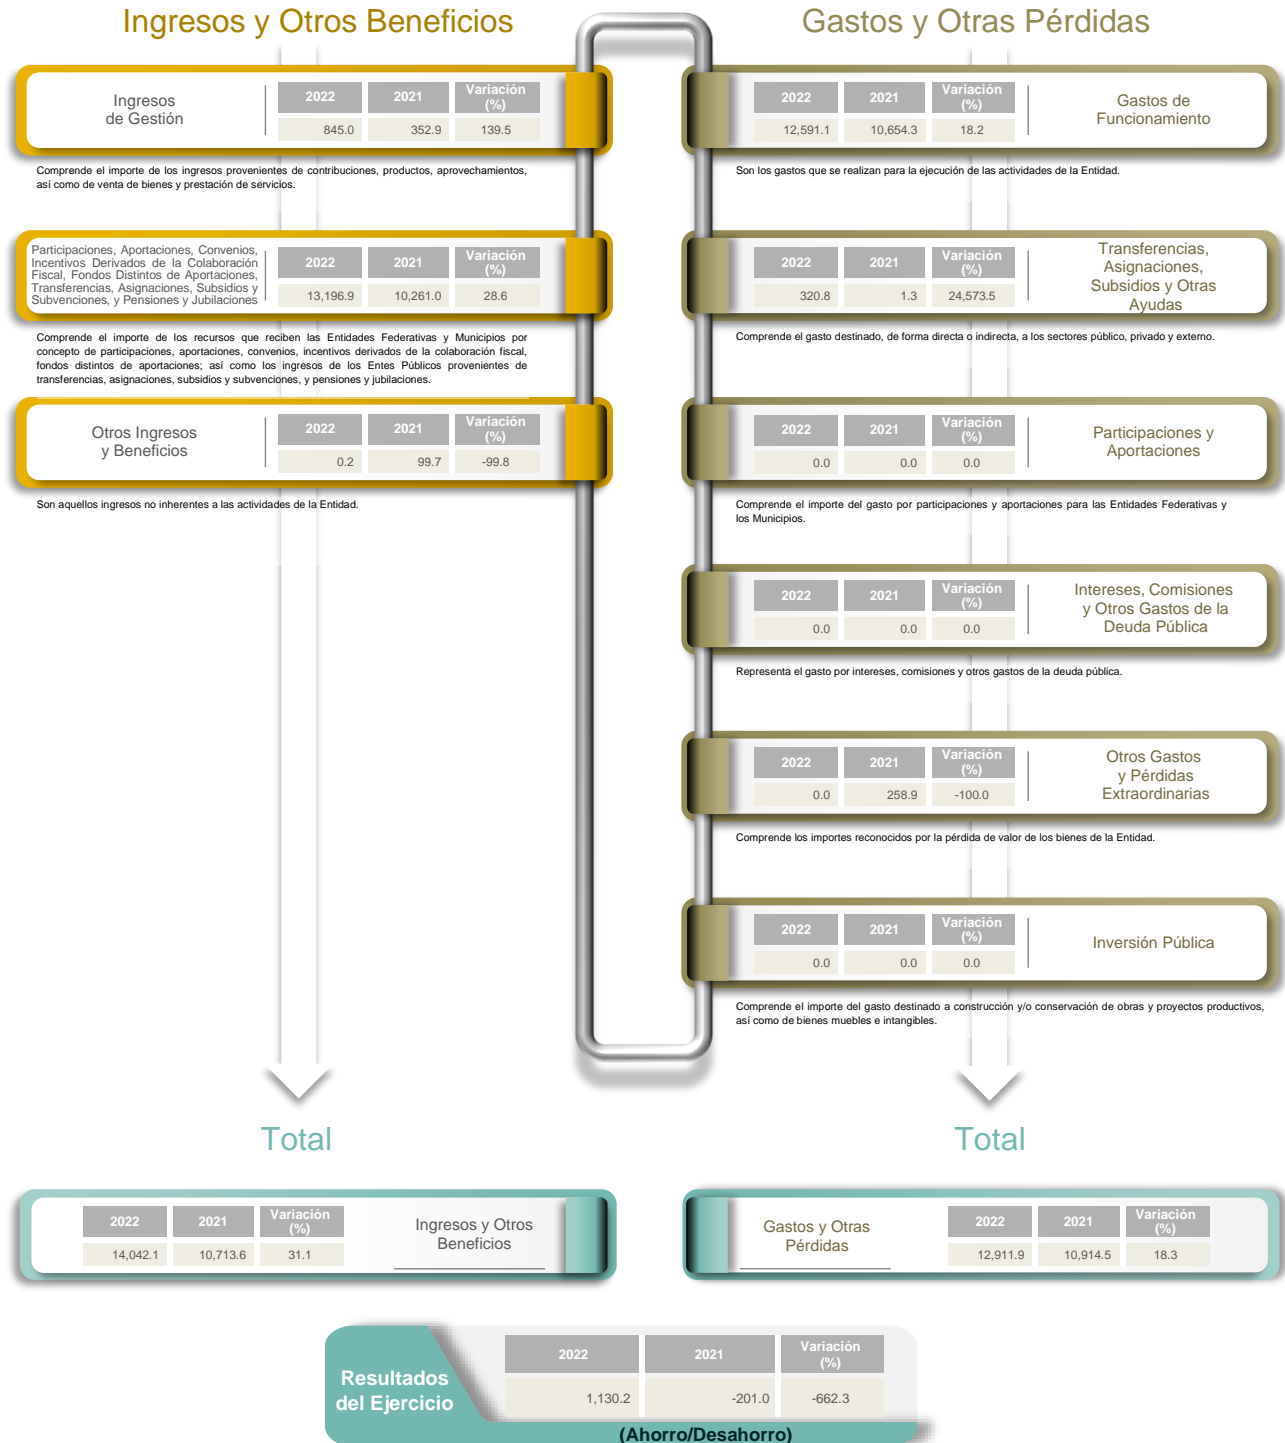 Ingresos y Otros Beneficios
Ingresos
de Gestión
2022 2021 Variación (%)
845.0 352.9 139.5
Comprende el importe de los ingresos provenientes de contribuciones, productos, aprovechamientos,
así como de venta de bienes y prestación de servicios.
Participaciones, Aportaciones, Convenios,
Incentivos Derivados de la Colaboración
Fiscal, Fondos Distintos de Aportaciones,
Transferencias, Asignaciones, Subsidios y
Subvenciones, y Pensiones y Jubilaciones
2022 2021 Variación (%)
13,196.9 10,261.0 28.6
Comprende el importe de los recursos que reciben las Entidades Federativas y Municipios por
concepto de participaciones, aportaciones, convenios, incentivos derivados de la colaboración fiscal,
fondos distintos de aportaciones; así como los ingresos de los Entes Públicos provenientes de
transferencias, asignaciones, subsidios y subvenciones, y pensiones y jubilaciones.
Otros Ingresos
y Beneficios
2022 2021 Variación (%)
0.2 99.7 -99.8
Son aquellos ingresos no inherentes a las actividades de la Entidad.
Gastos y Otras Pérdidas
2022 2021 Variación (%)
12,591.1 10,654.3 18.2
Gastos de
Funcionamiento
Son los gastos que se realizan para la ejecución de las actividades de la Entidad.
2022 2021 Variación (%)
320.8 1.3 24,573.5
Transferencias,
Asignaciones,
Subsidios y Otras
Ayudas
Comprende el gasto destinado, de forma directa o indirecta, a los sectores público, privado y externo.
2022 2021 Variación (%)
0.0 0.0 0.0
Participaciones y
Aportaciones
Comprende el importe del gasto por participaciones y aportaciones para las Entidades Federativas y
los Municipios.
2022 2021 Variación (%)
0.0 0.0 0.0
Intereses, Comisiones
y Otros Gastos de la
Deuda Pública
Representa el gasto por intereses, comisiones y otros gastos de la deuda pública.
2022 2021 Variación (%)
0.0 258.9 -100.0
Otros Gastos
y Pérdidas
Extraordinarias
Comprende los importes reconocidos por la pérdida de valor de los bienes de la Entidad.
2022 2021 Variación (%)
0.0 0.0 0.0
Inversión Pública
Comprende el importe del gasto destinado a construcción y/o conservación de obras y proyectos productivos,
así como de bienes muebles e intangibles.
Total
2022 2021 Variación (%)
14,042.1 10,713.6 31.1
Ingresos y Otros
Beneficios
Total
Gastos y Otras
Pérdidas
2022 2021 Variación (%)
12,911.9 10,914.5 18.3
Resultados
del Ejercicio
2022 2021 Variación (%)
1,130.2 -201.0 -662.3
(Ahorro/Desahorro)